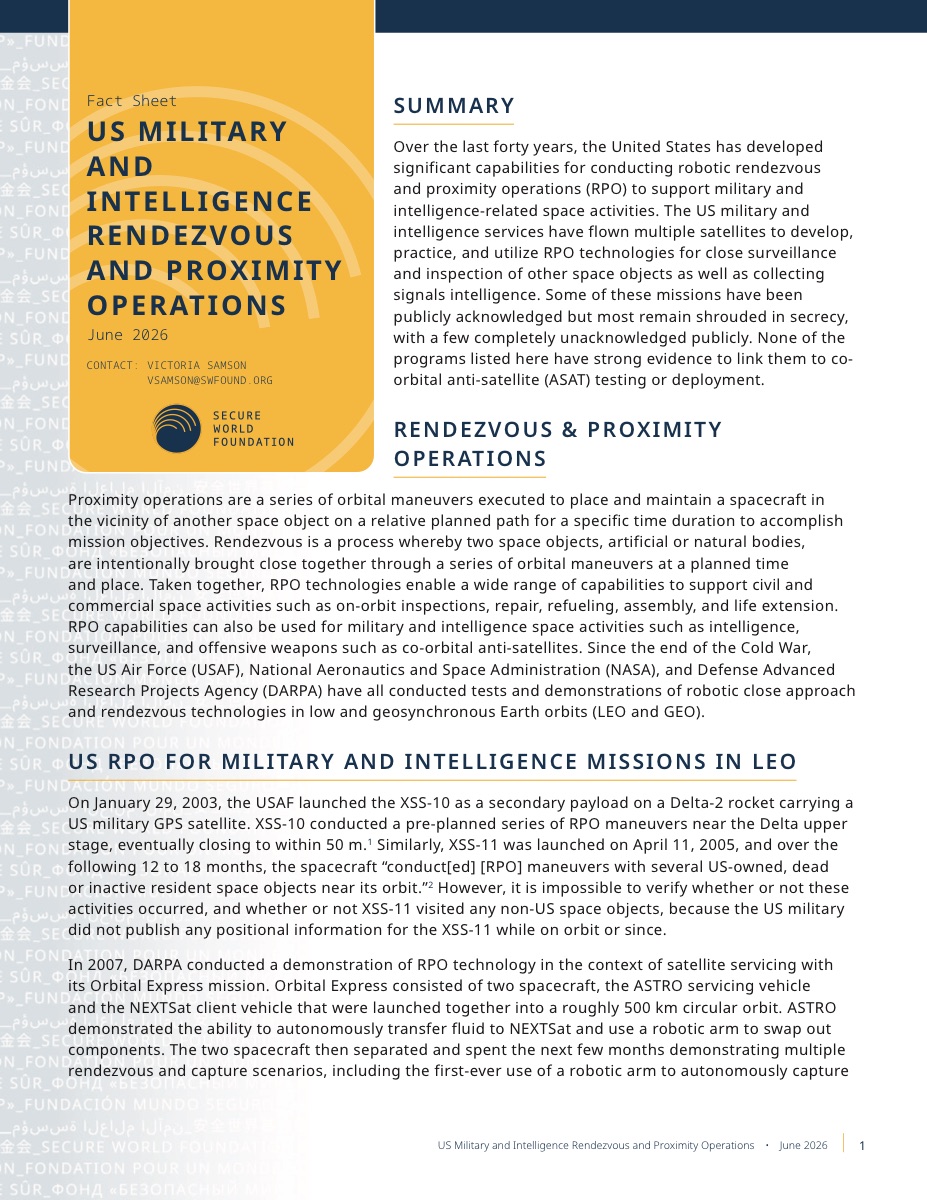 Fact Sheet
US MILITARY
AND
INTELLIGENCE
RENDEZVOUS
AND PROXIMITY
OPERATIONS
June 2026
CONTACT: VICTORIA SAMSON
VSAMSON@SWFOUND.ORG
SECURE
WORLD
FOUNDATION
SUMMARY
Over the last forty years, the United States has developed
significant capabilities for conducting robotic rendezvous
and proximity operations (RPO) to support military and
intelligence-related space activities. The US military and
intelligence services have flown multiple satellites to develop,
practice, and utilize RPO technologies for close surveillance
and inspection of other space objects as well as collecting
signals intelligence. Some of these missions have been
publicly acknowledged but most remain shrouded in secrecy,
with a few completely unacknowledged publicly. None of the
programs listed here have strong evidence to link them to co-
orbital anti-satellite (ASAT) testing or deployment.
RENDEZVOUS & PROXIMITY
OPERATIONS
Proximity operations are a series of orbital maneuvers executed to place and maintain a spacecraft in
the vicinity of another space object on a relative planned path for a specific time duration to accomplish
mission objectives. Rendezvous is a process whereby two space objects, artificial or natural bodies,
are intentionally brought close together through a series of orbital maneuvers at a planned time
and place. Taken together, RPO technologies enable a wide range of capabilities to support civil and
commercial space activities such as on-orbit inspections, repair, refueling, assembly, and life extension.
RPO capabilities can also be used for military and intelligence space activities such as intelligence,
surveillance, and offensive weapons such as co-orbital anti-satellites. Since the end of the Cold War,
the US Air Force (USAF), National Aeronautics and Space Administration (NASA), and Defense Advanced
Research Projects Agency (DARPA) have all conducted tests and demonstrations of robotic close approach
and rendezvous technologies in low and geosynchronous Earth orbits (LEO and GEO).
US RPO FOR MILITARY AND INTELLIGENCE MISSIONS IN LEO
On January 29, 2003, the USAF launched the XSS-10 as a secondary payload on a Delta-2 rocket carrying a
US military GPS satellite. XSS-10 conducted a pre-planned series of RPO maneuvers near the Delta upper
stage, eventually closing to within 50 m.¹ Similarly, XSS-11 was launched on April 11, 2005, and over the
following 12 to 18 months, the spacecraft “conduct[ed] [RPO] maneuvers with several US-owned, dead
or inactive resident space objects near its orbit.”² However, it is impossible to verify whether or not these
activities occurred, and whether or not XSS-11 visited any non-US space objects, because the US military
did not publish any positional information for the XSS-11 while on orbit or since.
In 2007, DARPA conducted a demonstration of RPO technology in the context of satellite servicing with
its Orbital Express mission. Orbital Express consisted of two spacecraft, the ASTRO servicing vehicle
and the NEXTSat client vehicle that were launched together into a roughly 500 km circular orbit. ASTRO
demonstrated the ability to autonomously transfer fluid to NEXTSat and use a robotic arm to swap out
components. The two spacecraft then separated and spent the next few months demonstrating multiple
rendezvous and capture scenarios, including the first-ever use of a robotic arm to autonomously capture
US Military and Intelligence Rendezvous and Proximity Operations • June 2026 1